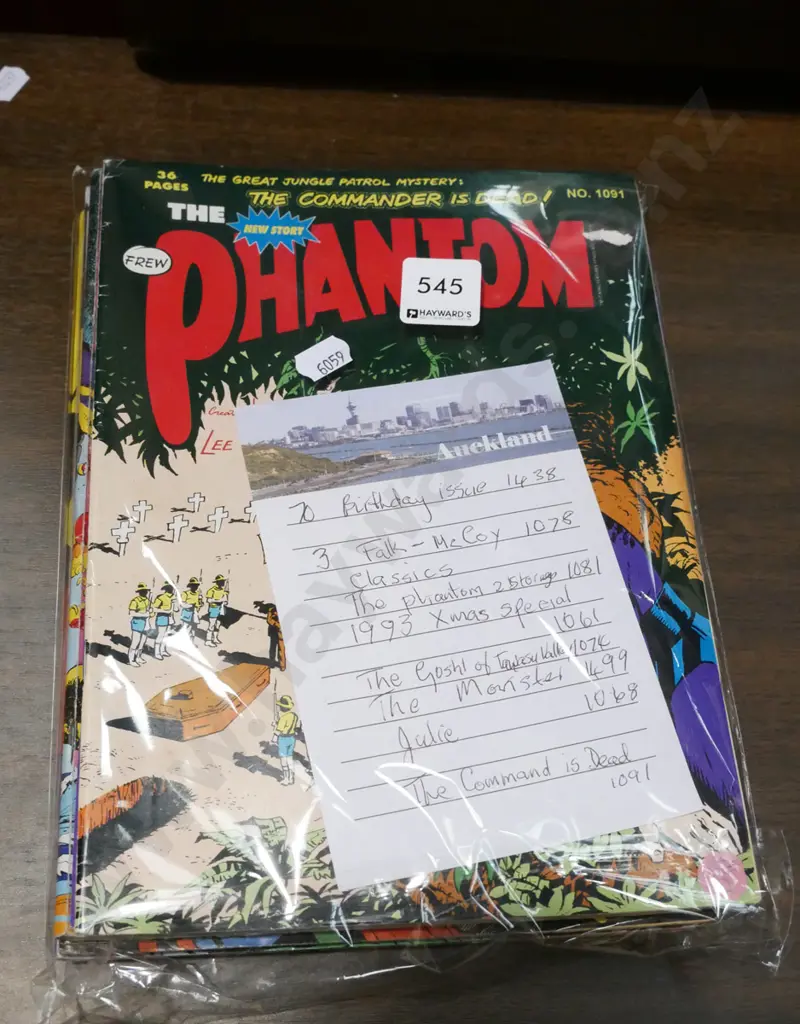 36 PAGES
THE GREAT JUNGLE PATROL MYSTERY:
THE COMMANDER IS DEAD!
NO. 1091
THE
NEW STORY
PHANTOM
FREW
545
HAYWARD'S
6059
LEE
Auckland
70 Birthday issue 1438
3 Falk - McCoy 1078
Classics
The phantom 2 Storys 1081
1993 Xmas Special
1061
The Gosht of 1074
The Monster 1499
Julie 1068
The Command is Dead
1091